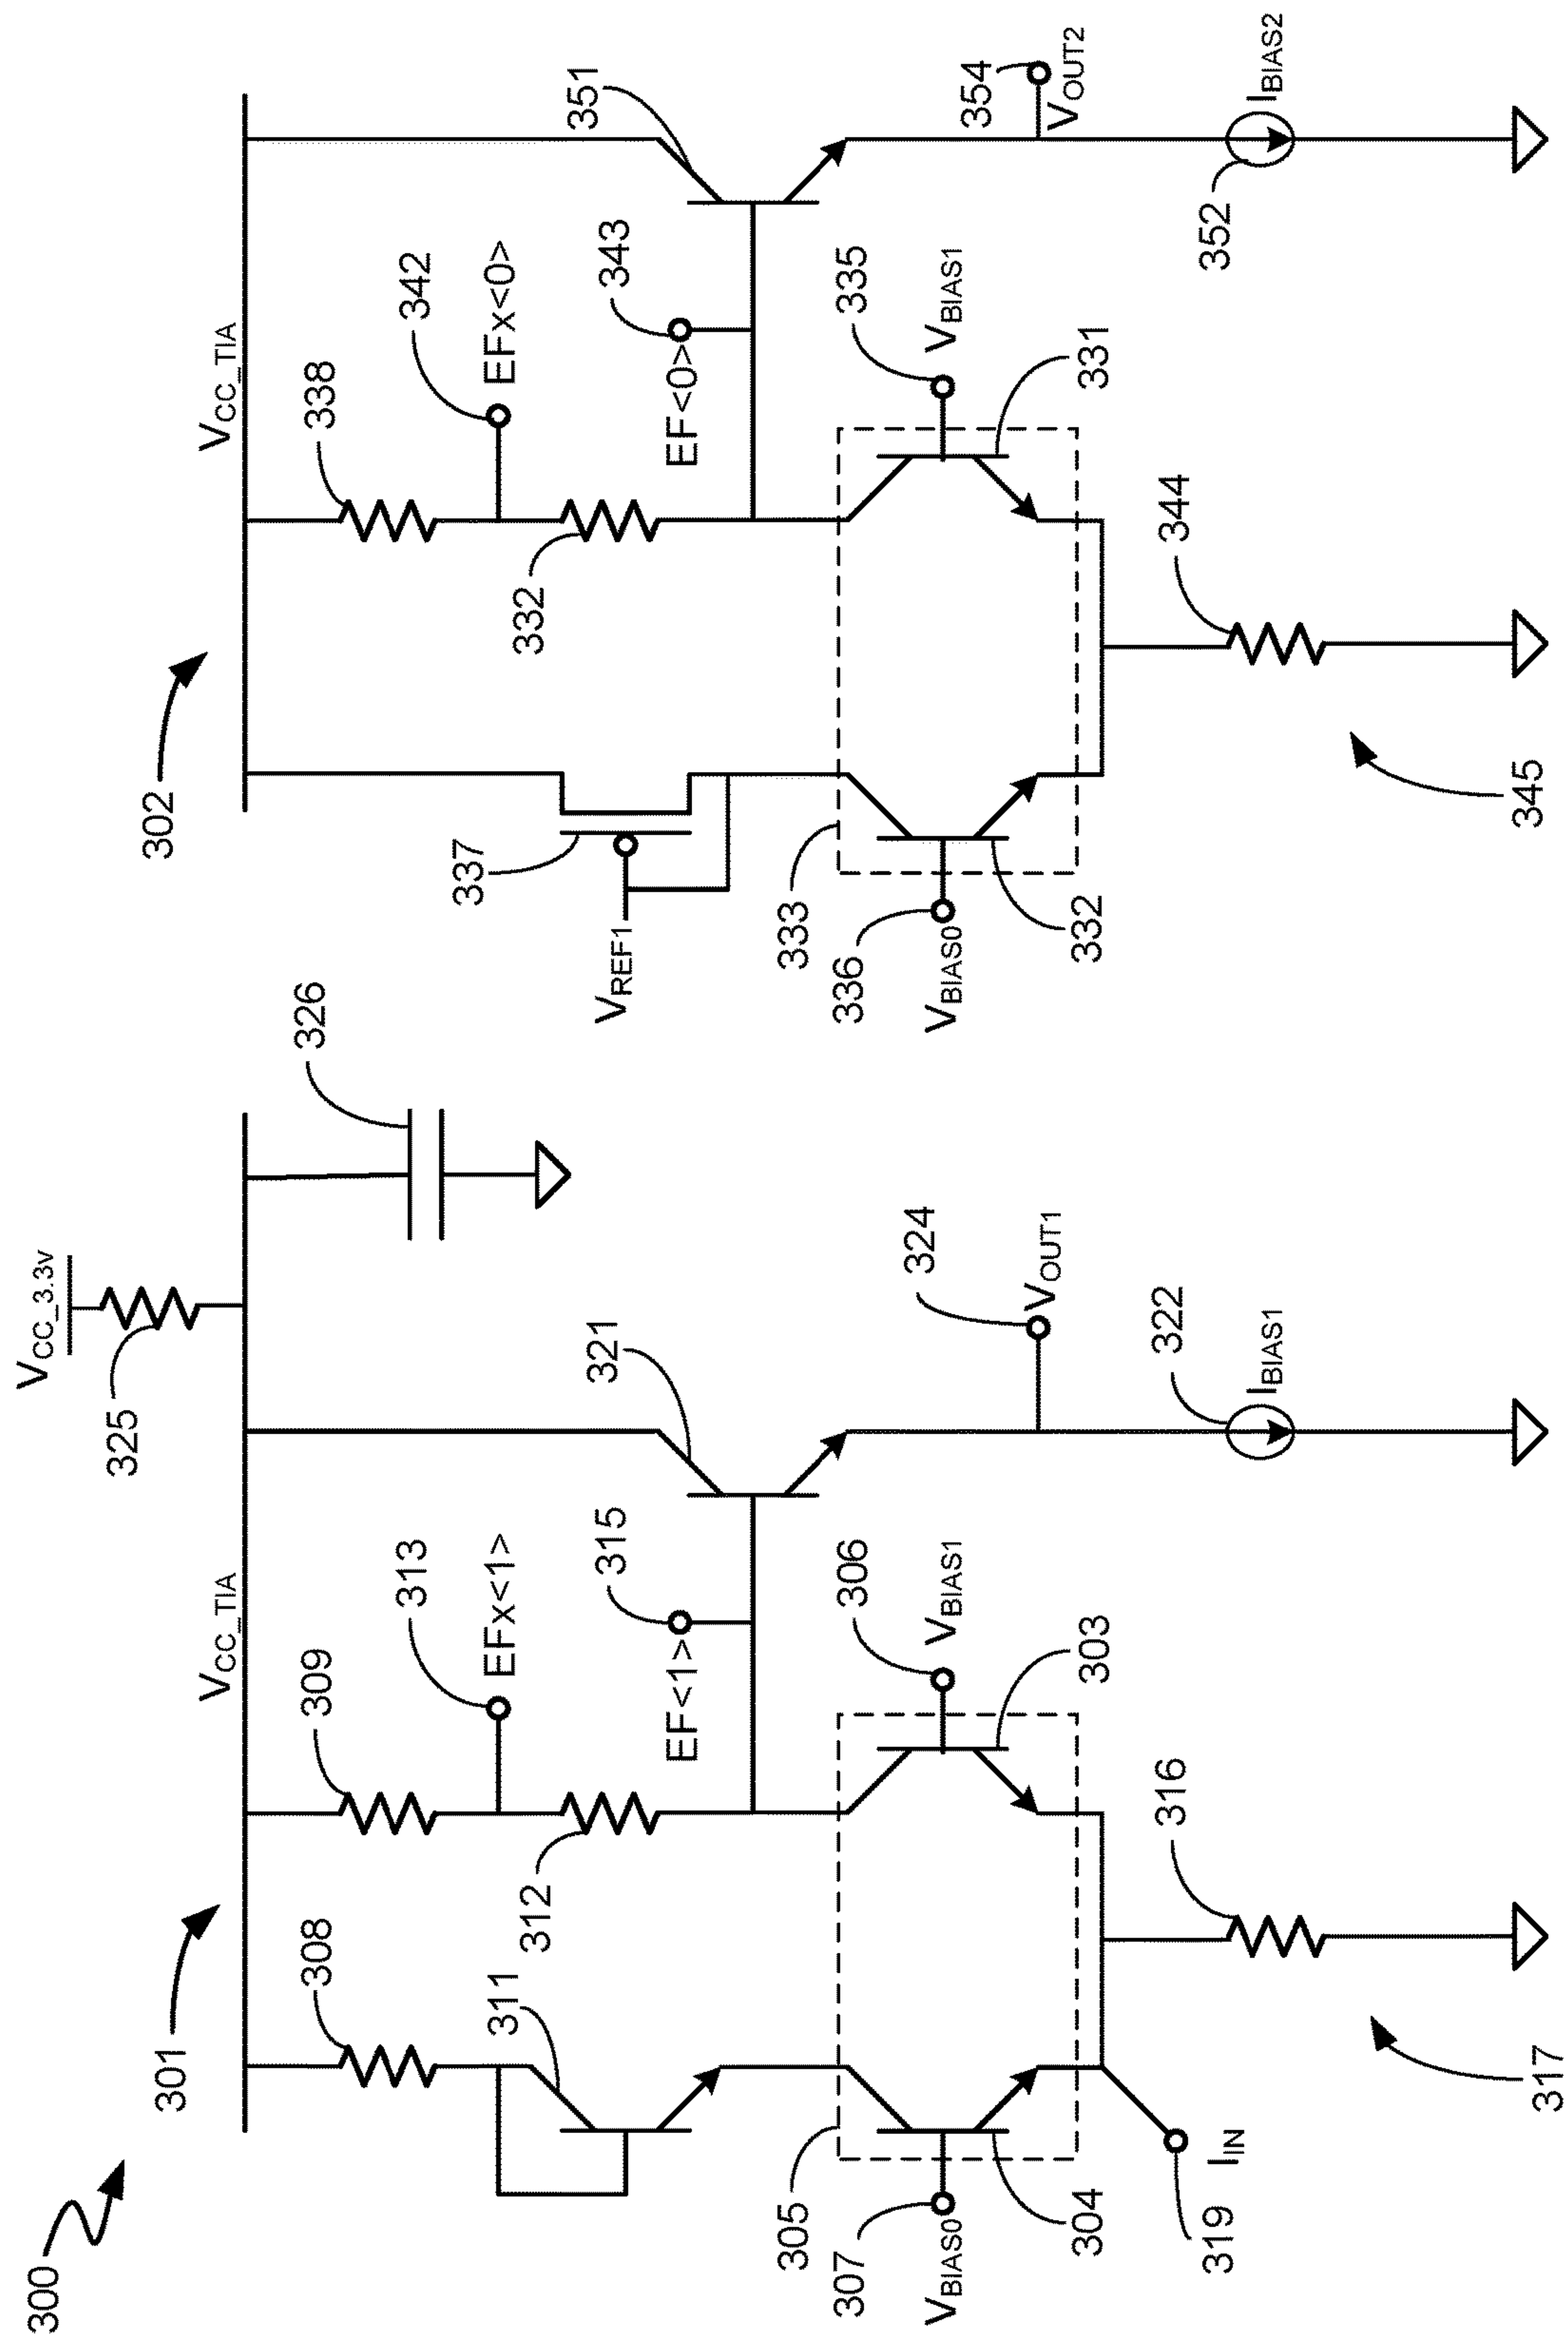 300
V_CC_3.3v
325
301
302
V_CC_TIA
V_CC_TIA
308
309
326
338
313
342
337
311
EFX<1>
EFX<0>
312
332
315
321
V_REF1
343
351
EF<1>
EF<0>
305
333
307
306
336
335
V_BIAS0
V_BIAS1
V_BIAS0
V_BIAS1
324
354
V_OUT1
V_OUT2
304
303
332
331
316
322
344
319
352
I_IN
I_BIAS1
I_BIAS2
317
345